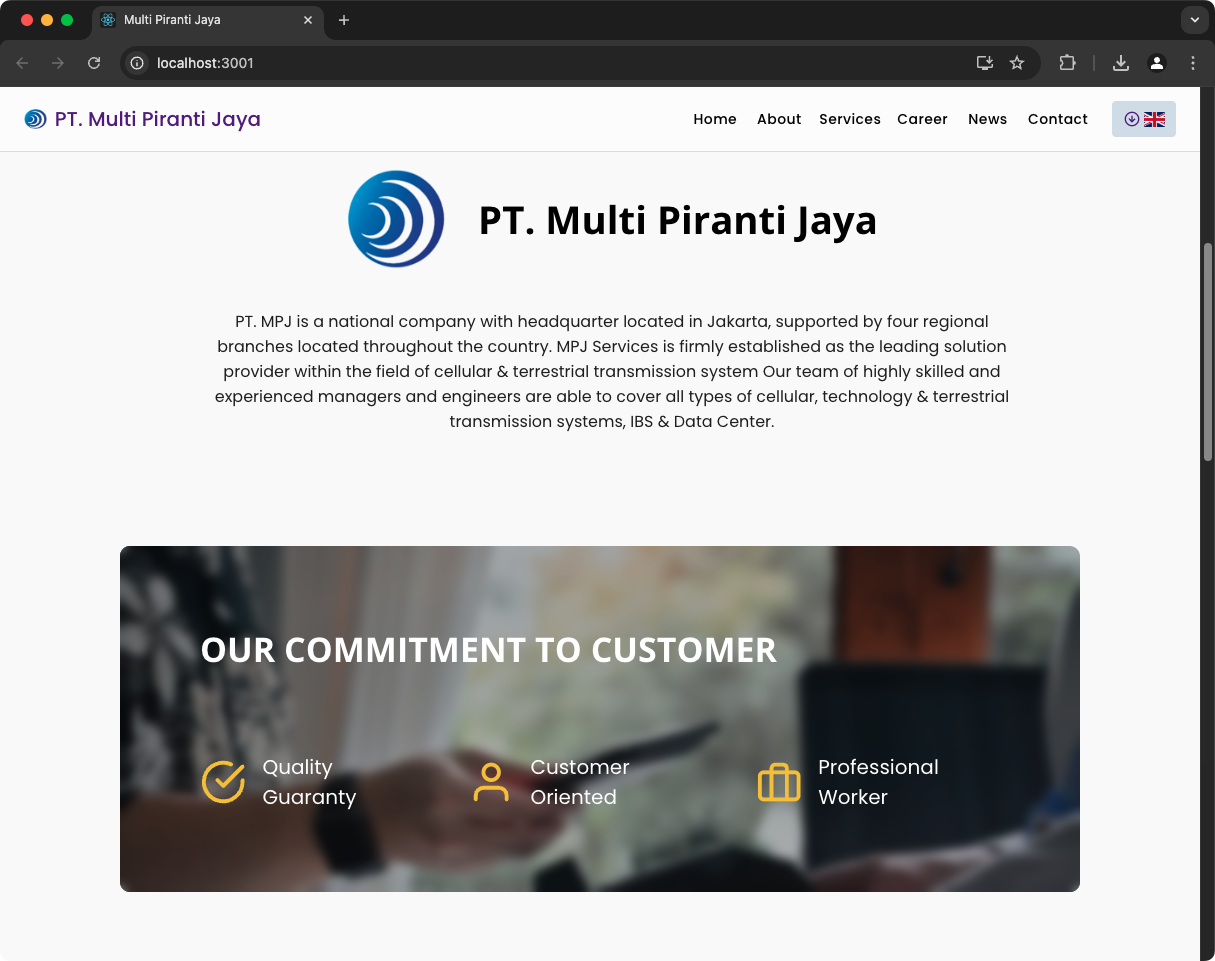 Multi Piranti Jaya
localhost:3001
PT. Multi Piranti Jaya
Home About Services Career News Contact
PT. Multi Piranti Jaya
PT. MPJ is a national company with headquarter located in Jakarta, supported by four regional
branches located throughout the country. MPJ Services is firmly established as the leading solution
provider within the field of cellular & terrestrial transmission system Our team of highly skilled and
experienced managers and engineers are able to cover all types of cellular, technology & terrestrial
transmission systems, IBS & Data Center.
OUR COMMITMENT TO CUSTOMER
Quality
Guaranty
Customer
Oriented
Professional
Worker